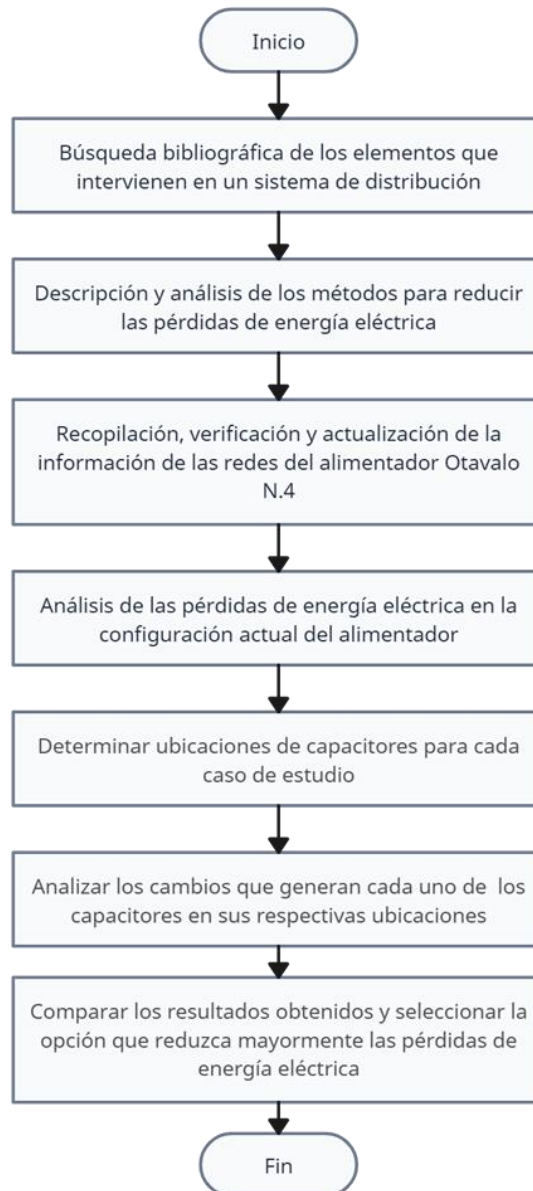 Inicio
Búsqueda bibliográfica de los elementos que
intervienen en un sistema de distribución
Descripción y análisis de los métodos para reducir
las pérdidas de energía eléctrica
Recopilación, verificación y actualización de la
información de las redes del alimentador Otavalo
N.4
Análisis de las pérdidas de energía eléctrica en la
configuración actual del alimentador
Determinar ubicaciones de capacitores para cada
caso de estudio
Analizar los cambios que generan cada uno de los
capacitores en sus respectivas ubicaciones
Comparar los resultados obtenidos y seleccionar la
opción que reduzca mayormente las pérdidas de
energía eléctrica
Fin